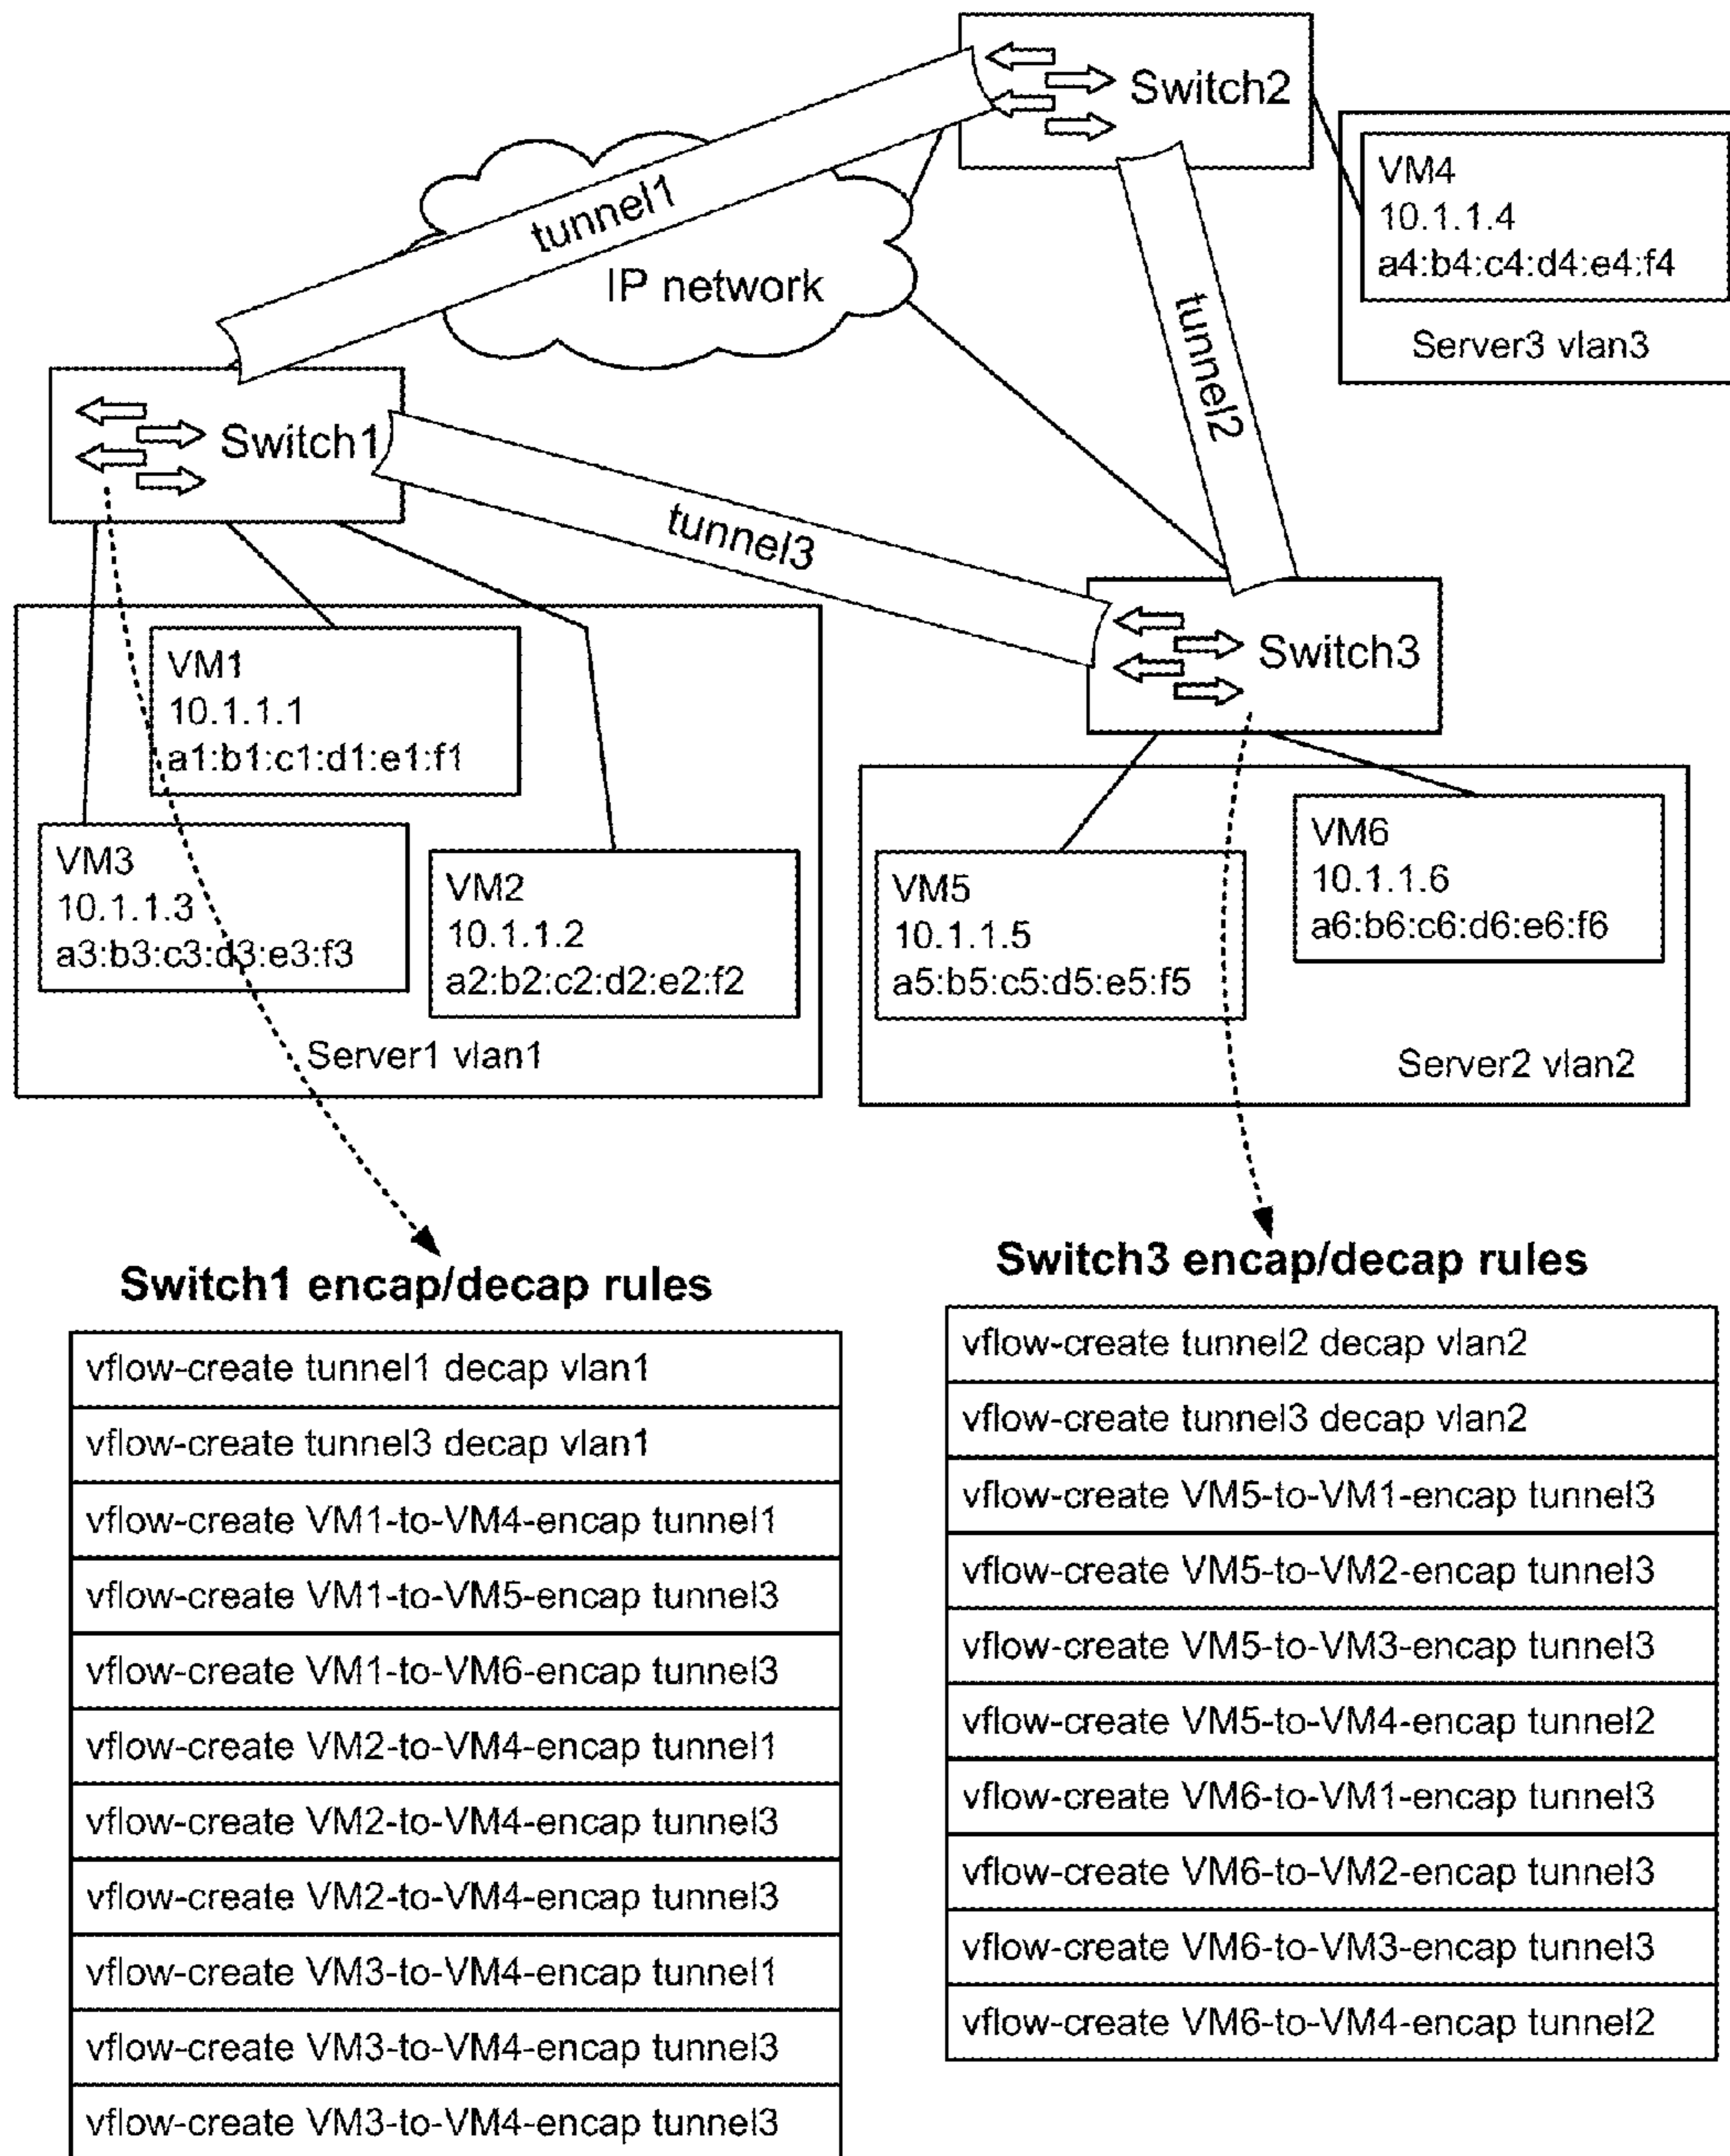 Switch2
VM4
10.1.1.4
a4:b4:c4:d4:e4:f4
Server3 vlan3
tunnel1
IP network
tunnel2
Switch1
tunnel3
Switch3
VM1
10.1.1.1
a1:b1:c1:d1:e1:f1
VM3
10.1.1.3
a3:b3:c3:d3:e3:f3
VM2
10.1.1.2
a2:b2:c2:d2:e2:f2
Server1 vlan1
VM5
10.1.1.5
a5:b5:c5:d5:e5:f5
VM6
10.1.1.6
a6:b6:c6:d6:e6:f6
Server2 vlan2
Switch1 encap/decap rules
vflow-create tunnel1 decap vlan1
vflow-create tunnel3 decap vlan1
vflow-create VM1-to-VM4-encap tunnel1
vflow-create VM1-to-VM5-encap tunnel3
vflow-create VM1-to-VM6-encap tunnel3
vflow-create VM2-to-VM4-encap tunnel1
vflow-create VM2-to-VM4-encap tunnel3
vflow-create VM2-to-VM4-encap tunnel3
vflow-create VM3-to-VM4-encap tunnel1
vflow-create VM3-to-VM4-encap tunnel3
vflow-create VM3-to-VM4-encap tunnel3
Switch3 encap/decap rules
vflow-create tunnel2 decap vlan2
vflow-create tunnel3 decap vlan2
vflow-create VM5-to-VM1-encap tunnel3
vflow-create VM5-to-VM2-encap tunnel3
vflow-create VM5-to-VM3-encap tunnel3
vflow-create VM5-to-VM4-encap tunnel2
vflow-create VM6-to-VM1-encap tunnel3
vflow-create VM6-to-VM2-encap tunnel3
vflow-create VM6-to-VM3-encap tunnel3
vflow-create VM6-to-VM4-encap tunnel2